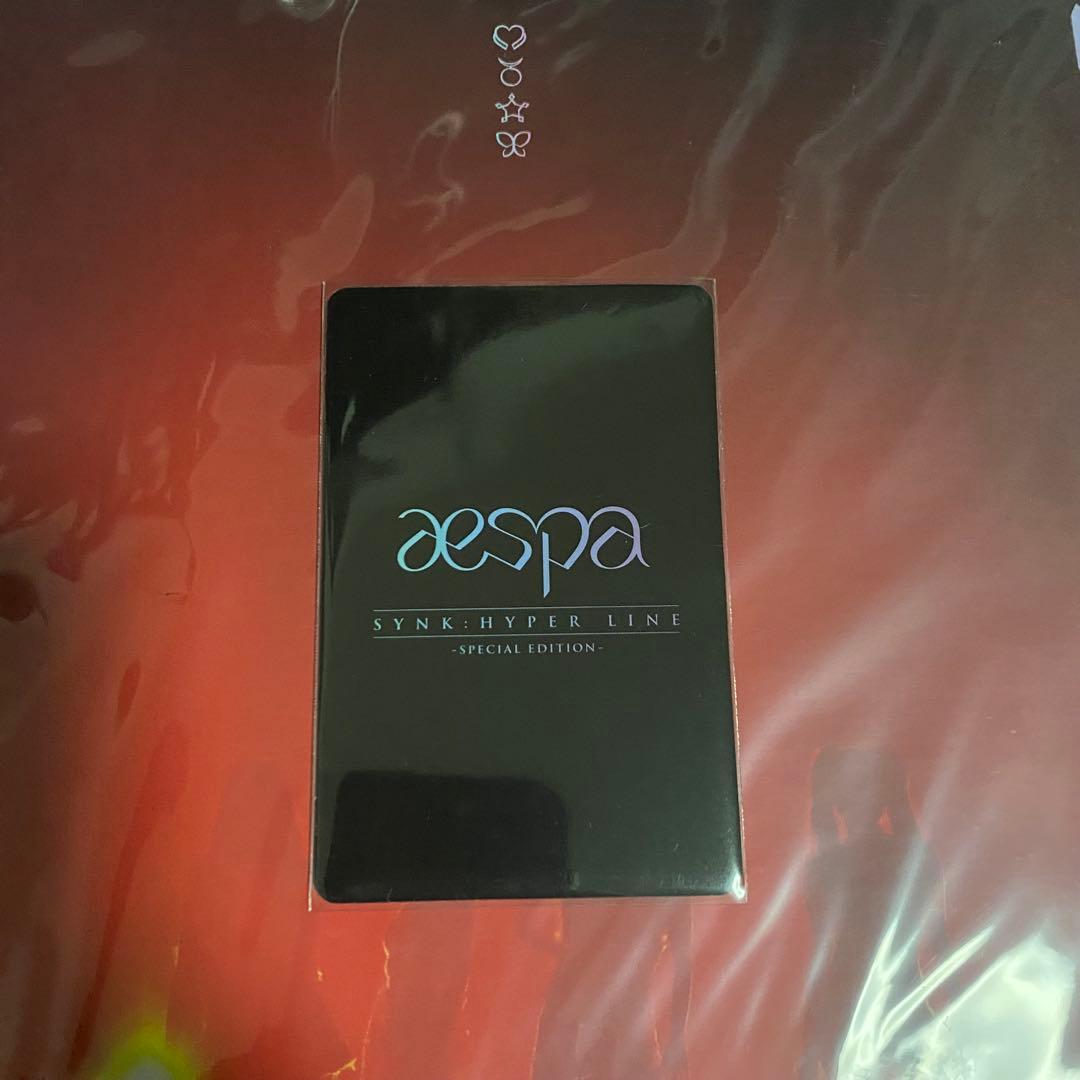 aespa
SYNK : HYPER LINE
-SPECIAL EDITION-